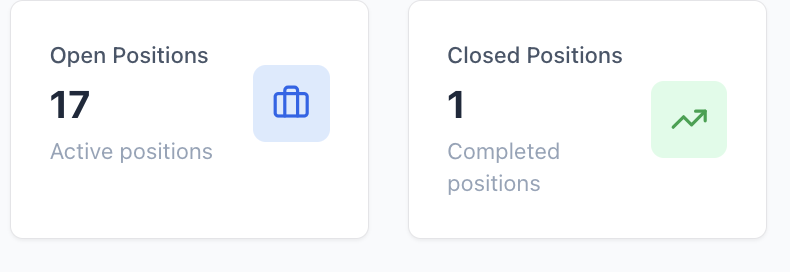 Open Positions
17
Active positions
Closed Positions
1
Completed
positions